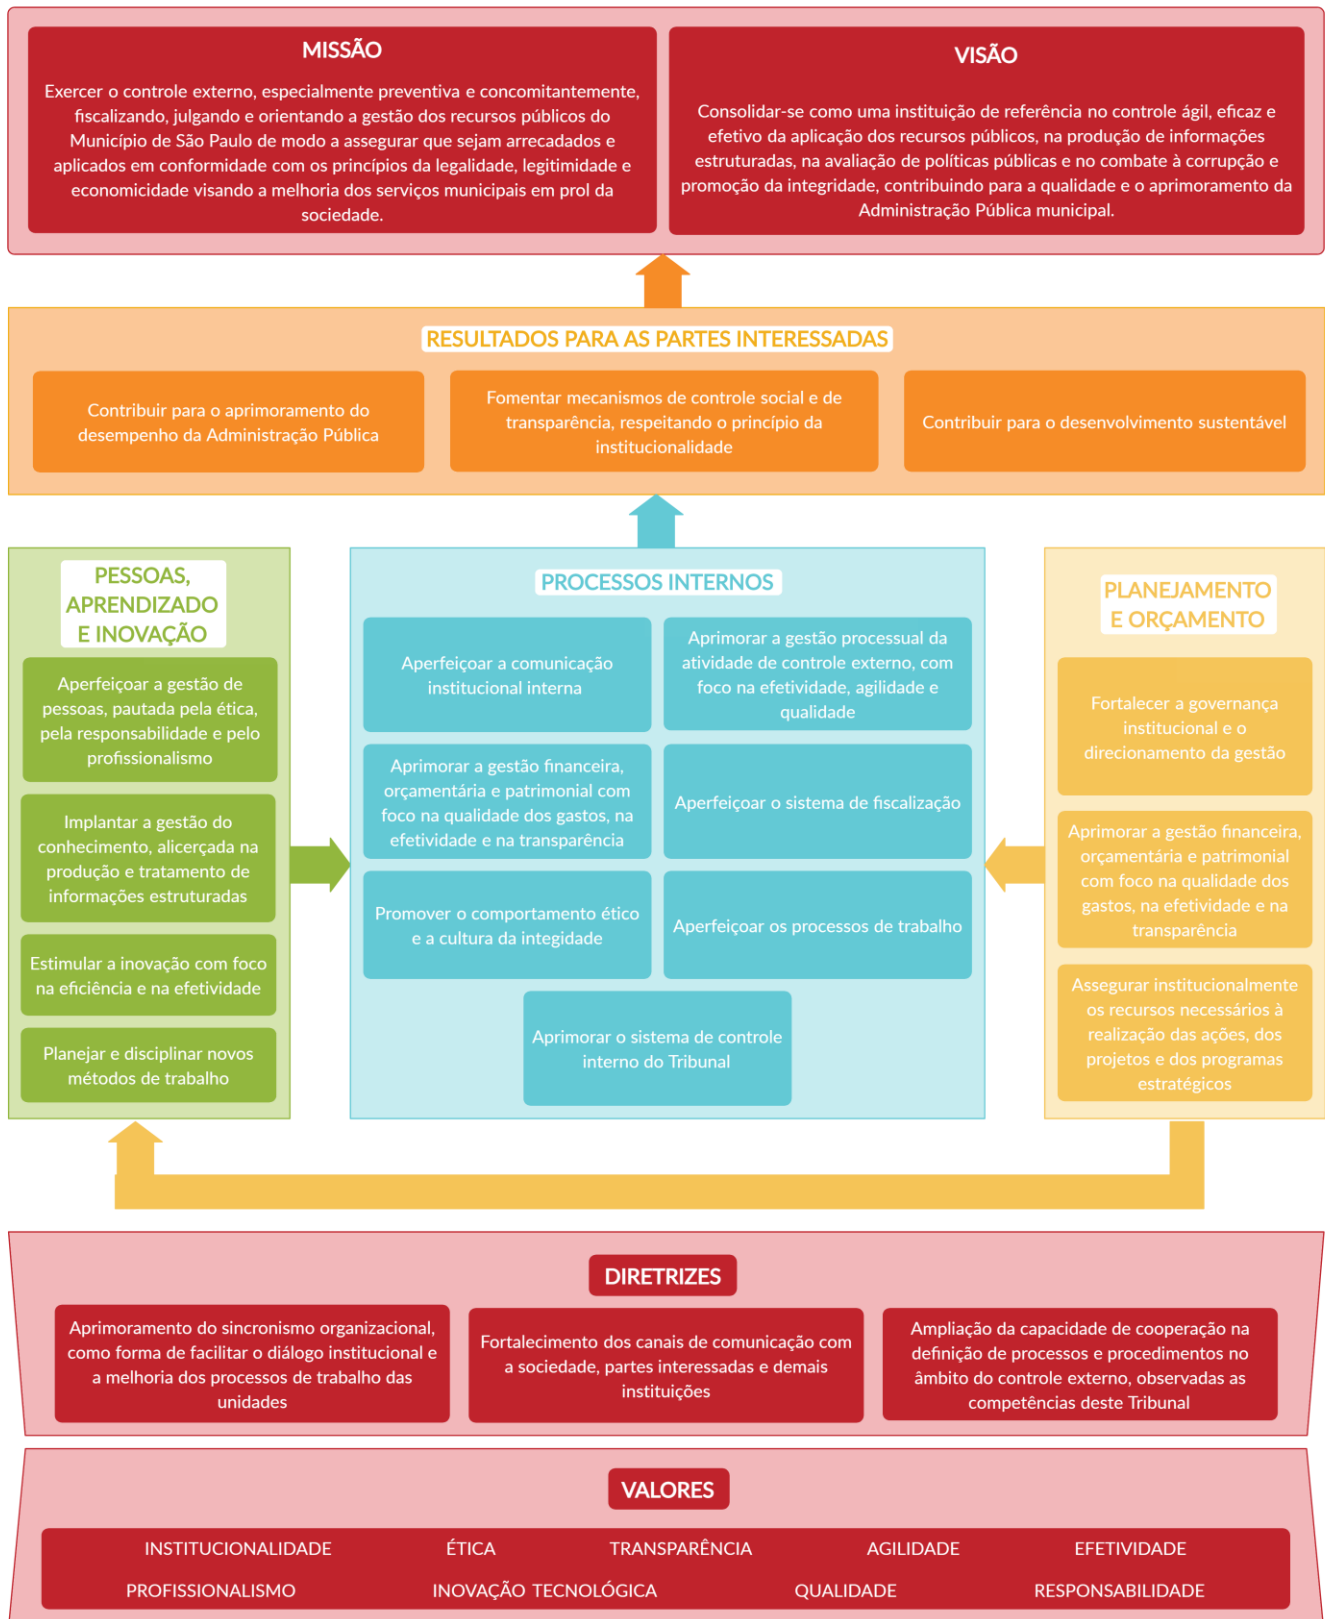 MISSÃO
Exercer o controle externo, especialmente preventiva e concomitantemente,
fiscalizando, julgando e orientando a gestão dos recursos públicos do
Município de São Paulo de modo a assegurar que sejam arrecadados e
aplicados em conformidade com os princípios da legalidade, legitimidade e
economicidade visando a melhoria dos serviços municipais em prol da
sociedade.
VISÃO
Consolidar-se como uma instituição de referência no controle ágil, eficaz e
efetivo da aplicação dos recursos públicos, na produção de informações
estruturadas, na avaliação de políticas públicas e no combate à corrupção e
promoção da integridade, contribuindo para a qualidade e o aprimoramento da
Administração Pública municipal.
RESULTADOS PARA AS PARTES INTERESSADAS
Contribuir para o aprimoramento do
desempenho da Administração Pública
Fomentar mecanismos de controle social e de
transparência, respeitando o princípio da
institucionalidade
Contribuir para o desenvolvimento sustentável
PESSOAS,
APRENDIZADO
E INOVAÇÃO
Aperfeiçoar a gestão de
pessoas, pautada pela ética,
pela responsabilidade e pelo
profissionalismo
Implantar a gestão do
conhecimento, alicerçada na
produção e tratamento de
informações estruturadas
Estimular a inovação com foco
na eficiência e na efetividade
Planejar e disciplinar novos
métodos de trabalho
PROCESSOS INTERNOS
Aperfeiçoar a comunicação
institucional interna
Aprimorar a gestão processual da
atividade de controle externo, com
foco na efetividade, agilidade e
qualidade
Aprimorar a gestão financeira,
orçamentária e patrimonial com
foco na qualidade dos gastos, na
efetividade e na transparência
Aperfeiçoar o sistema de fiscalização
Promover o comportamento ético
e a cultura da integidade
Aperfeiçoar os processos de trabalho
Aprimorar o sistema de controle
interno do Tribunal
PLANEJAMENTO
E ORÇAMENTO
Fortalecer a governança
institucional e o
direcionamento da gestão
Aprimorar a gestão financeira,
orçamentária e patrimonial
com foco na qualidade dos
gastos, na efetividade e na
transparência
Assegurar institucionalmente
os recursos necessários à
realização das ações, dos
projetos e dos programas
estratégicos
DIRETRIZES
Aprimoramento do sincronismo organizacional,
como forma de facilitar o diálogo institucional e
a melhoria dos processos de trabalho das
unidades
Fortalecimento dos canais de comunicação com
a sociedade, partes interessadas e demais
instituições
Ampliação da capacidade de cooperação na
definição de processos e procedimentos no
âmbito do controle externo, observadas as
competências deste Tribunal
VALORES
INSTITUCIONALIDADE ÉTICA TRANSPARÊNCIA AGILIDADE EFETIVIDADE
PROFISSIONALISMO INOVAÇÃO TECNOLÓGICA QUALIDADE RESPONSABILIDADE